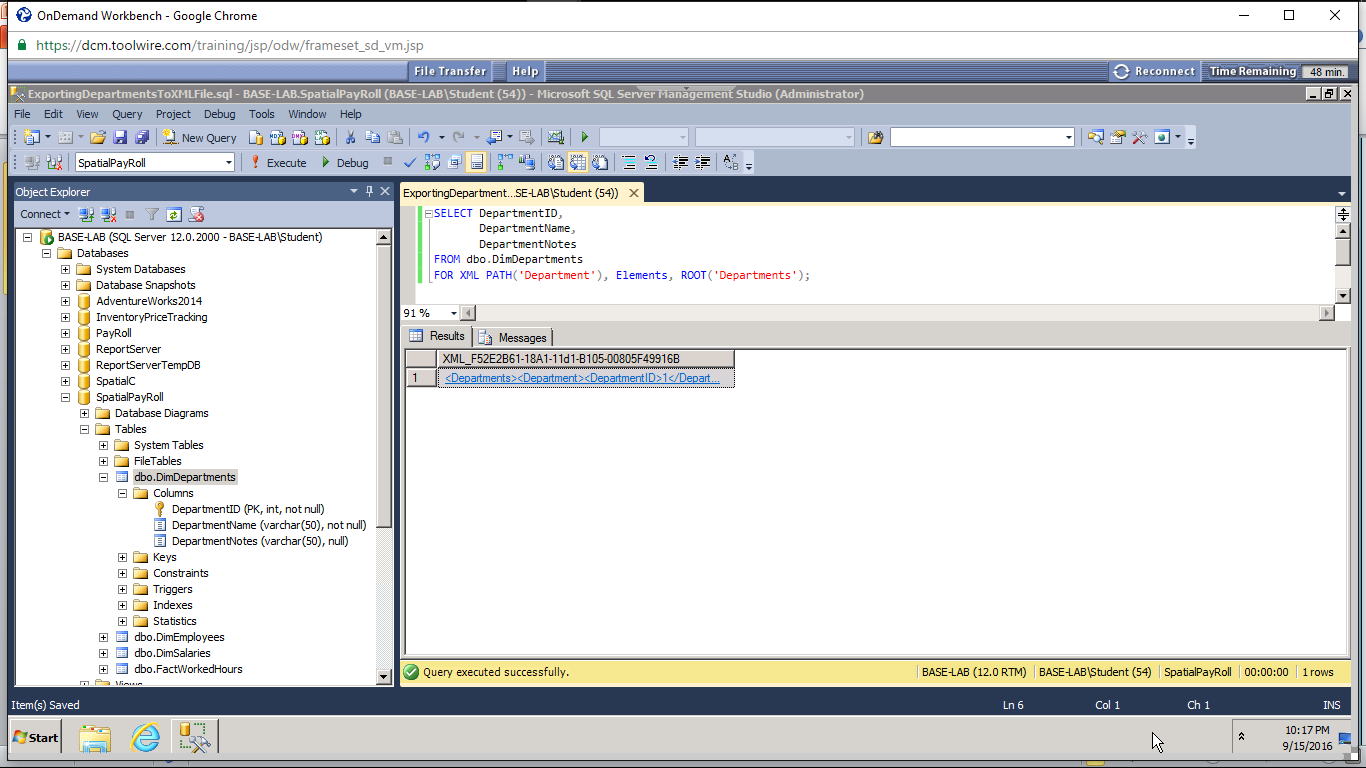 OnDemand Workbench - Google Chrome
https://dcm.toolwire.com/training/jsp/odw/frameset_sd_vm.jsp
File Transfer Help Reconnect Time Remaining 48 min.
ExportingDepartmentsToXMLFile.sql - BASE-LAB.SpatialPayRoll (BASE-LAB\Student (54)) - Microsoft SQL Server Management Studio (Administrator)
File Edit View Query Project Debug Tools Window Help
New Query
SpatialPayRoll Execute Debug
Object Explorer
Connect
BASE-LAB (SQL Server 12.0.2000 - BASE-LAB\Student)
Databases
System Databases
Database Snapshots
AdventureWorks2014
InventoryPriceTracking
PayRoll
ReportServer
ReportServerTempDB
SpatialC
SpatialPayRoll
Database Diagrams
Tables
System Tables
FileTables
dbo.DimDepartments
Columns
DepartmentID (PK, int, not null)
DepartmentName (varchar(50), not null)
DepartmentNotes (varchar(50), null)
Keys
Constraints
Triggers
Indexes
Statistics
dbo.DimEmployees
dbo.DimSalaries
dbo.FactWorkedHours
Views
ExportingDepartment...SE-LAB\Student (54))
SELECT DepartmentID,
DepartmentName,
DepartmentNotes
FROM dbo.DimDepartments
FOR XML PATH('Department'), Elements, ROOT('Departments');
91 %
Results Messages
XML_F52E2B61-18A1-11d1-B105-00805F49916B
1 <Departments><Department><DepartmentID>1</Depart...
Query executed successfully. BASE-LAB (12.0 RTM) BASE-LAB\Student (54) SpatialPayRoll 00:00:00 1 rows
Item(s) Saved Ln 6 Col 1 Ch 1 INS
Start 10:17 PM
9/15/2016